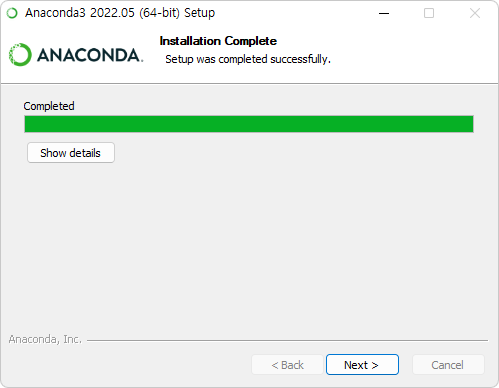 Anaconda3 2022.05 (64-bit) Setup
ANACONDA.
Installation Complete
Setup was completed successfully.
Completed
Show details
Anaconda, Inc.
< Back
Next >
Cancel